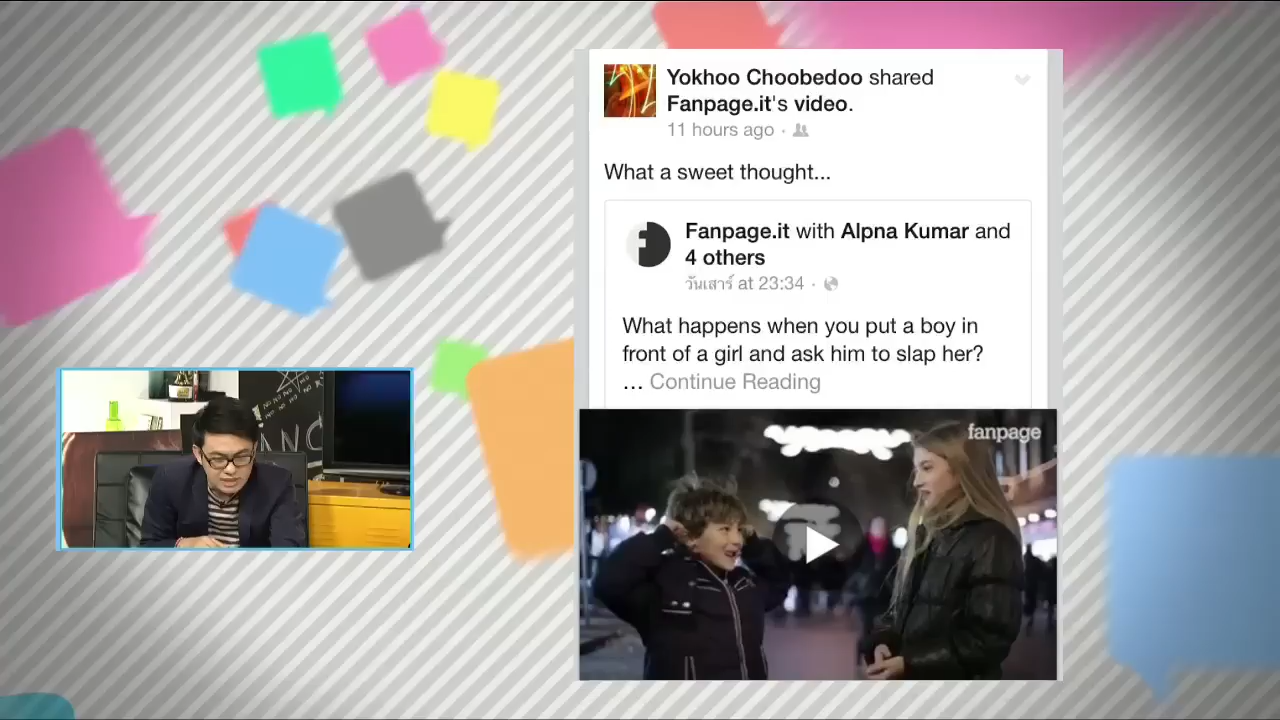 Yokhoo Choobedoo shared
Fanpage.it's video.
11 hours ago ·
What a sweet thought...
Fanpage.it with Alpna Kumar and
4 others
วันเสาร์ at 23:34 ·
What happens when you put a boy in
front of a girl and ask him to slap her?
... Continue Reading
fanpage